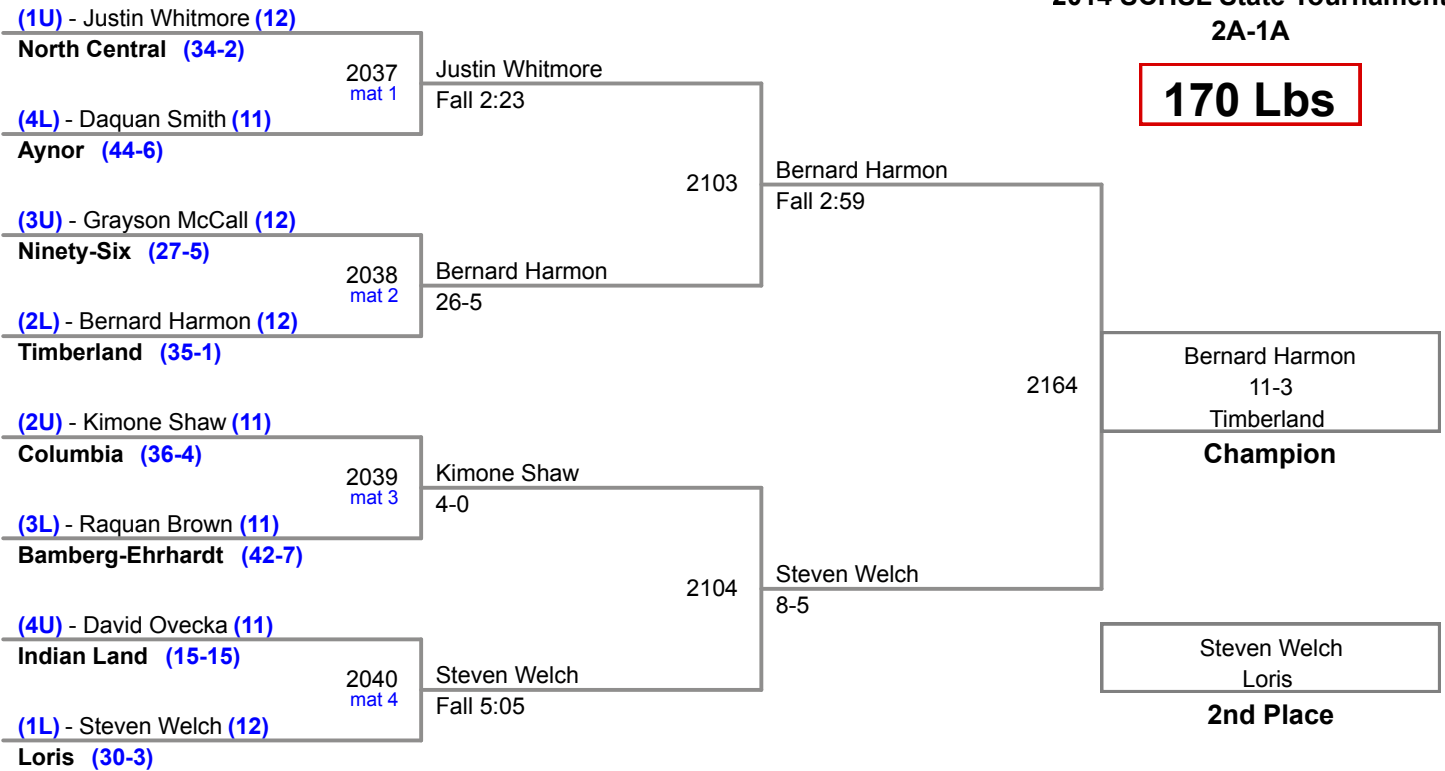 2014 SCHSL State Tournament
2A-1A
170 Lbs
(1U) - Justin Whitmore (12)
North Central (34-2)
2037
mat 1
(4L) - Daquan Smith (11)
Aynor (44-6)
Justin Whitmore
Fall 2:23
(3U) - Grayson McCall (12)
Ninety-Six (27-5)
2038
mat 2
(2L) - Bernard Harmon (12)
Timberland (35-1)
Bernard Harmon
26-5
2103
Bernard Harmon
Fall 2:59
(2U) - Kimone Shaw (11)
Columbia (36-4)
2039
mat 3
(3L) - Raquan Brown (11)
Bamberg-Ehrhardt (42-7)
Kimone Shaw
4-0
(4U) - David Ovecka (11)
Indian Land (15-15)
2040
mat 4
(1L) - Steven Welch (12)
Loris (30-3)
Steven Welch
Fall 5:05
2104
Steven Welch
8-5
2164
Bernard Harmon
11-3
Timberland
Champion
Steven Welch
Loris
2nd Place